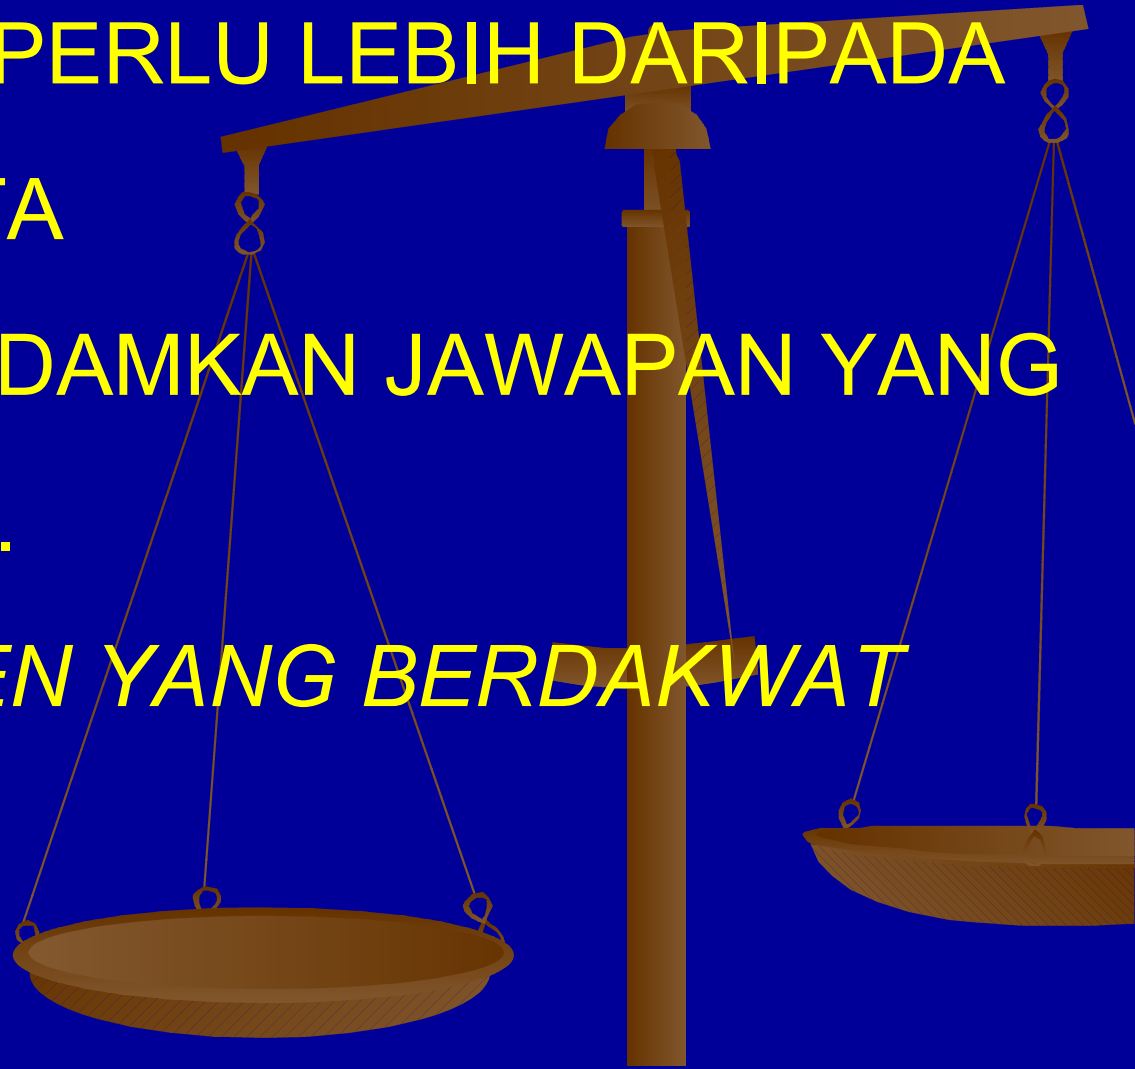 PERLU LEBIH DARIPADA
TA
DAMKAN JAWAPAN YANG
.
EN YANG BERDAKWAT